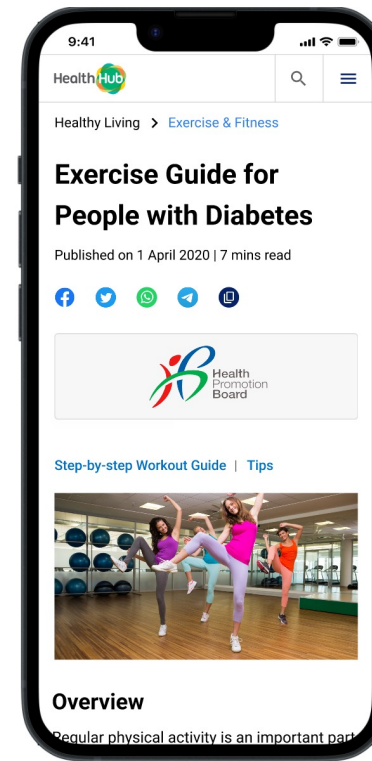 9:41
HealthHub
Healthy Living > Exercise & Fitness
Exercise Guide for
People with Diabetes
Published on 1 April 2020 | 7 mins read
Health
Promotion
Board
Step-by-step Workout Guide | Tips
Overview
Regular physical activity is an important part